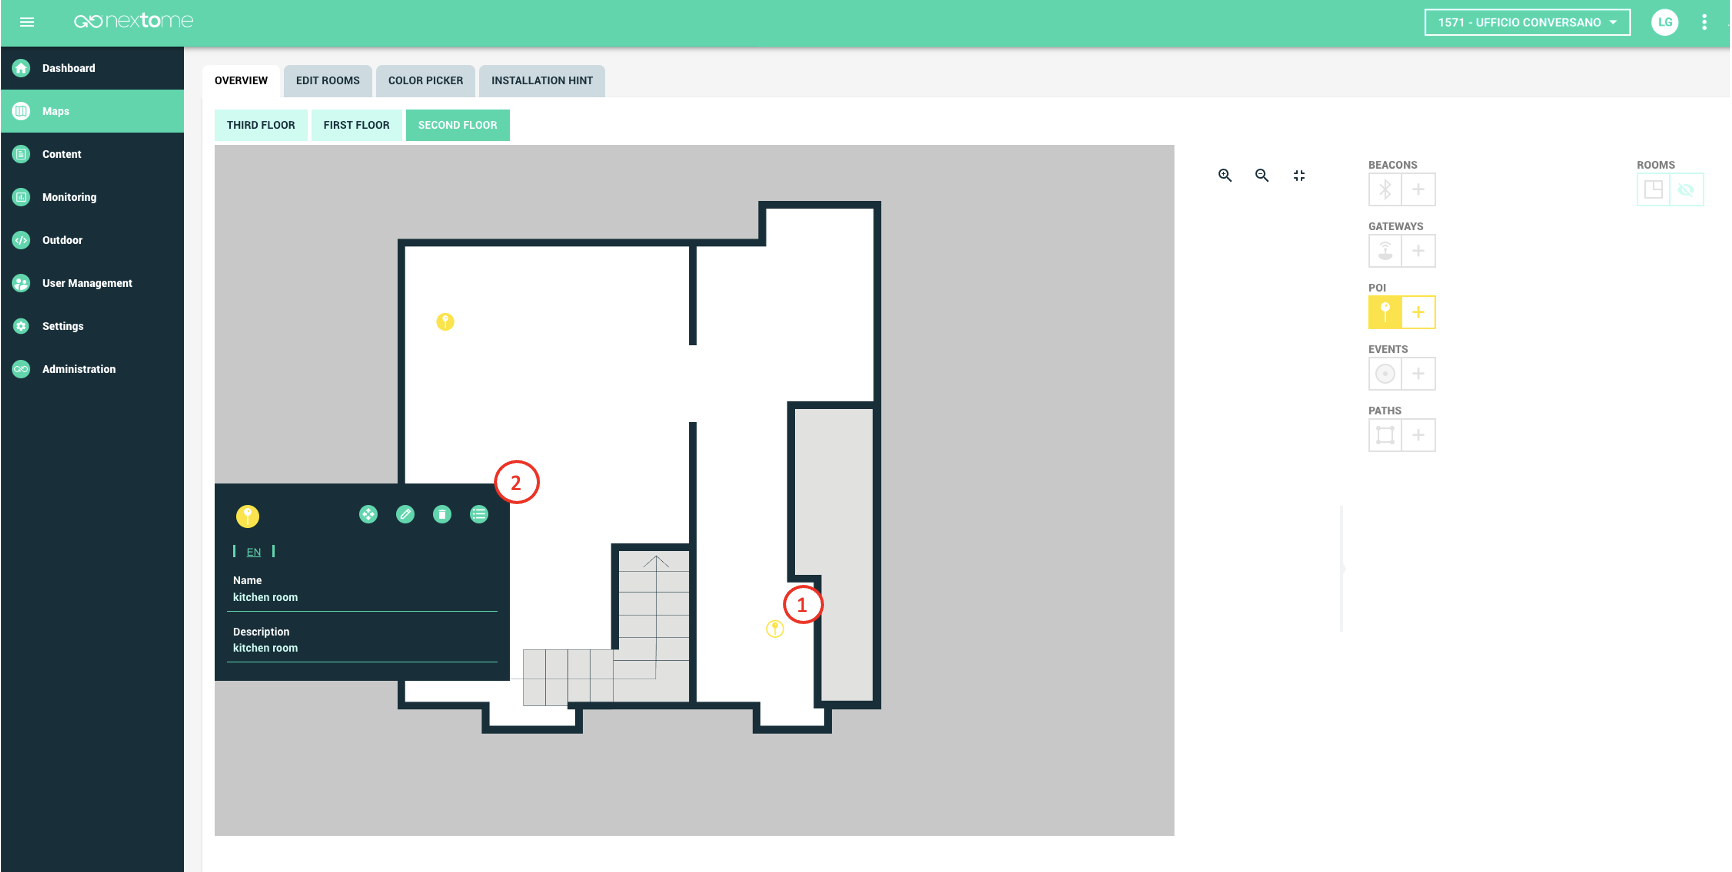 nextome
1571 - UFFICIO CONVERSANO
LG
Dashboard
Maps
Content
Monitoring
Outdoor
User Management
Settings
Administration
OVERVIEW
EDIT ROOMS
COLOR PICKER
INSTALLATION HINT
THIRD FLOOR
FIRST FLOOR
SECOND FLOOR
BEACONS
ROOMS
GATEWAYS
POI
EVENTS
PATHS
2
EN
Name
kitchen room
Description
kitchen room
1